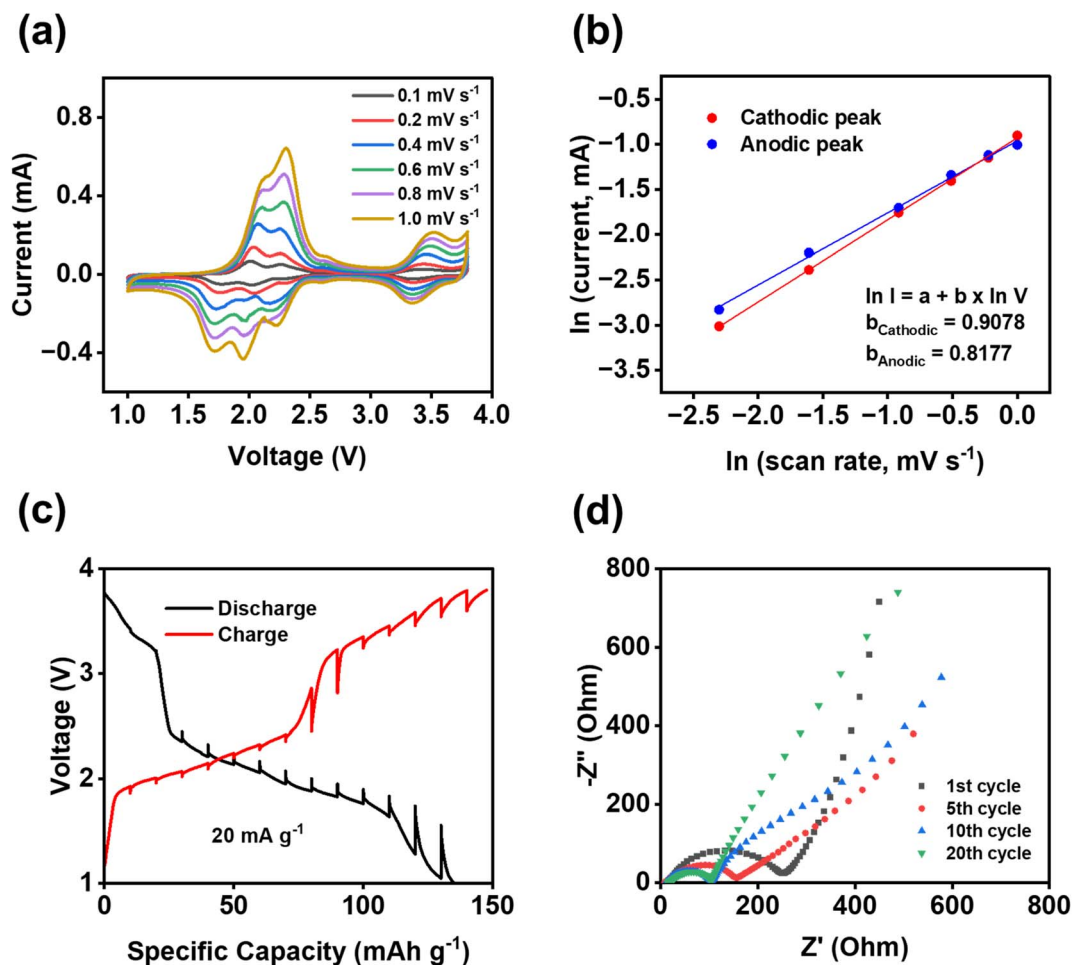 (a)
0.8
0.4
0.0
−0.4
Current (mA)
0.1 mV s⁻¹
0.2 mV s⁻¹
0.4 mV s⁻¹
0.6 mV s⁻¹
0.8 mV s⁻¹
1.0 mV s⁻¹
1.0 1.5 2.0 2.5 3.0 3.5 4.0
Voltage (V)
(b)
−0.5
−1.0
−1.5
−2.0
−2.5
−3.0
−3.5
ln (current, mA)
Cathodic peak
Anodic peak
ln I = a + b x ln V
b_Cathodic = 0.9078
b_Anodic = 0.8177
−2.5 −2.0 −1.5 −1.0 −0.5 0.0
ln (scan rate, mV s⁻¹)
(c)
4
3
2
1
Voltage (V)
Discharge
Charge
20 mA g⁻¹
0 50 100 150
Specific Capacity (mAh g⁻¹)
(d)
800
600
400
200
0
-Z'' (Ohm)
1st cycle
5th cycle
10th cycle
20th cycle
0 200 400 600 800
Z' (Ohm)